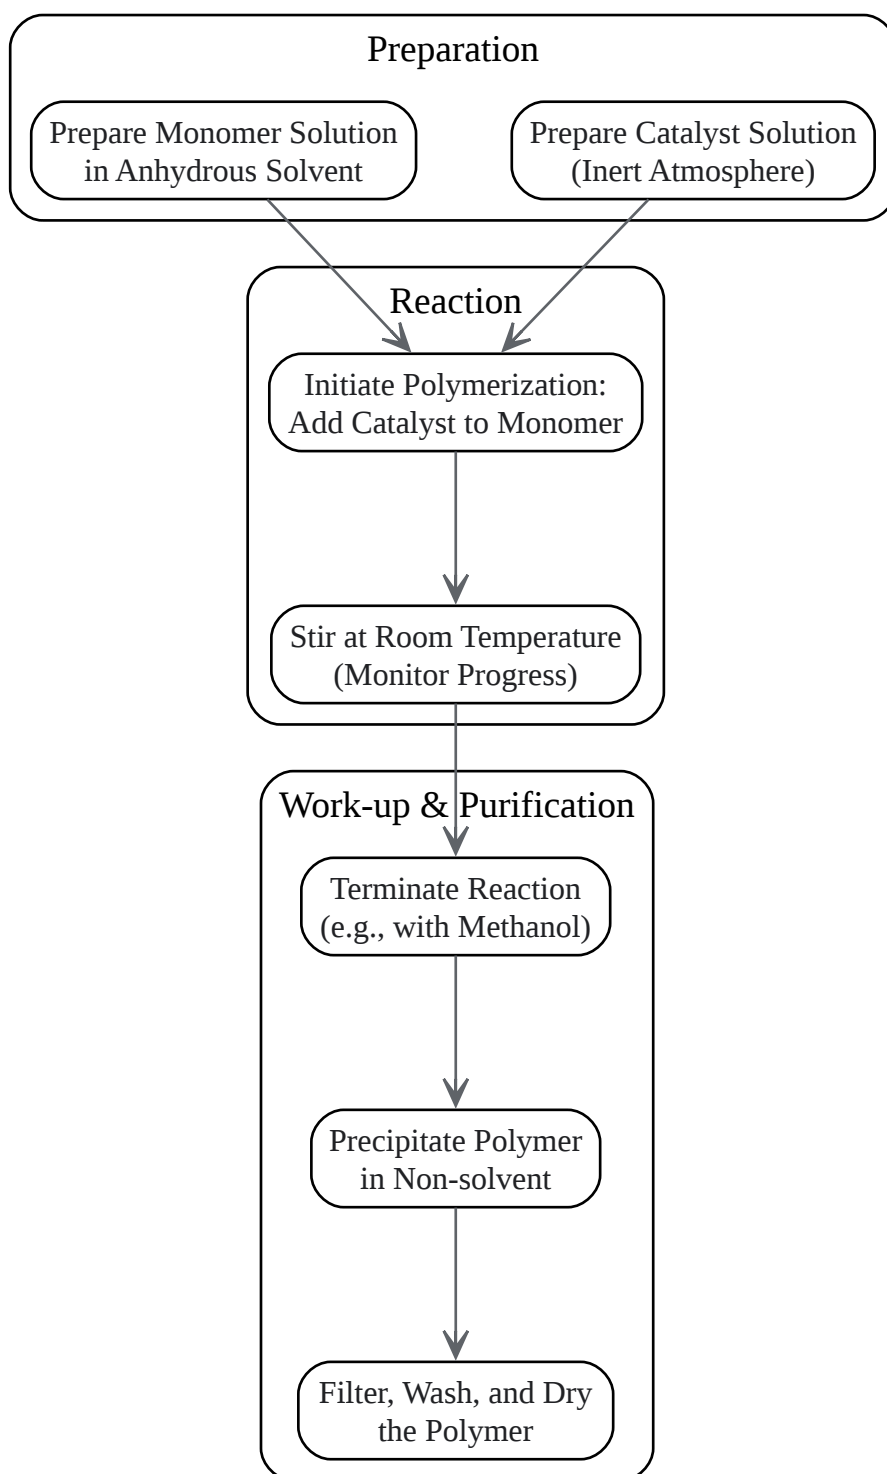 Preparation
Prepare Monomer Solution
in Anhydrous Solvent
Prepare Catalyst Solution
(Inert Atmosphere)
Reaction
Initiate Polymerization:
Add Catalyst to Monomer
Stir at Room Temperature
(Monitor Progress)
Work-up & Purification
Terminate Reaction
(e.g., with Methanol)
Precipitate Polymer
in Non-solvent
Filter, Wash, and Dry
the Polymer